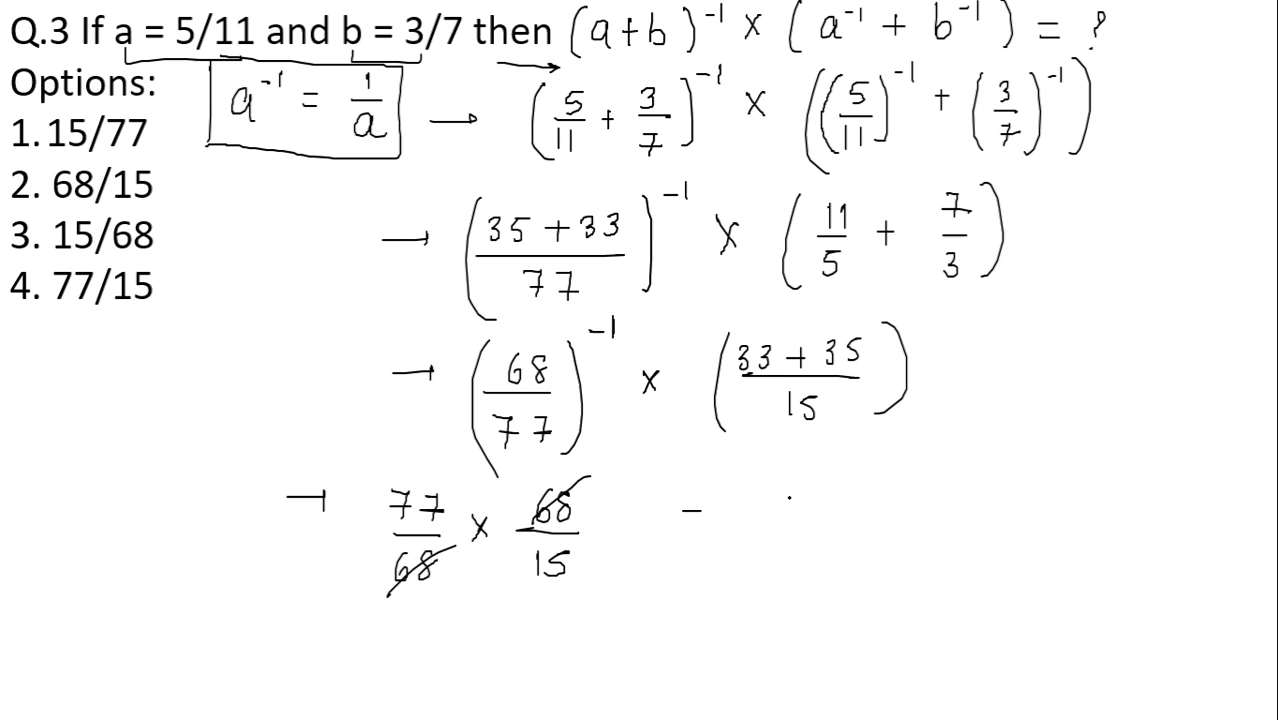 Q.3 If a = 5/11 and b = 3/7 then (a+b)⁻¹ × (a⁻¹ + b⁻¹) = ?
Options:
a⁻¹ = 1/a
→ (5/11 + 3/7)⁻¹ × ((5/11)⁻¹ + (3/7)⁻¹)
1. 15/77
2. 68/15
→ ((35 + 33)/77)⁻¹ × (11/5 + 7/3)
3. 15/68
4. 77/15
→ (68/77)⁻¹ × ((33 + 35)/15)
→ 77/68 × 68/15 –